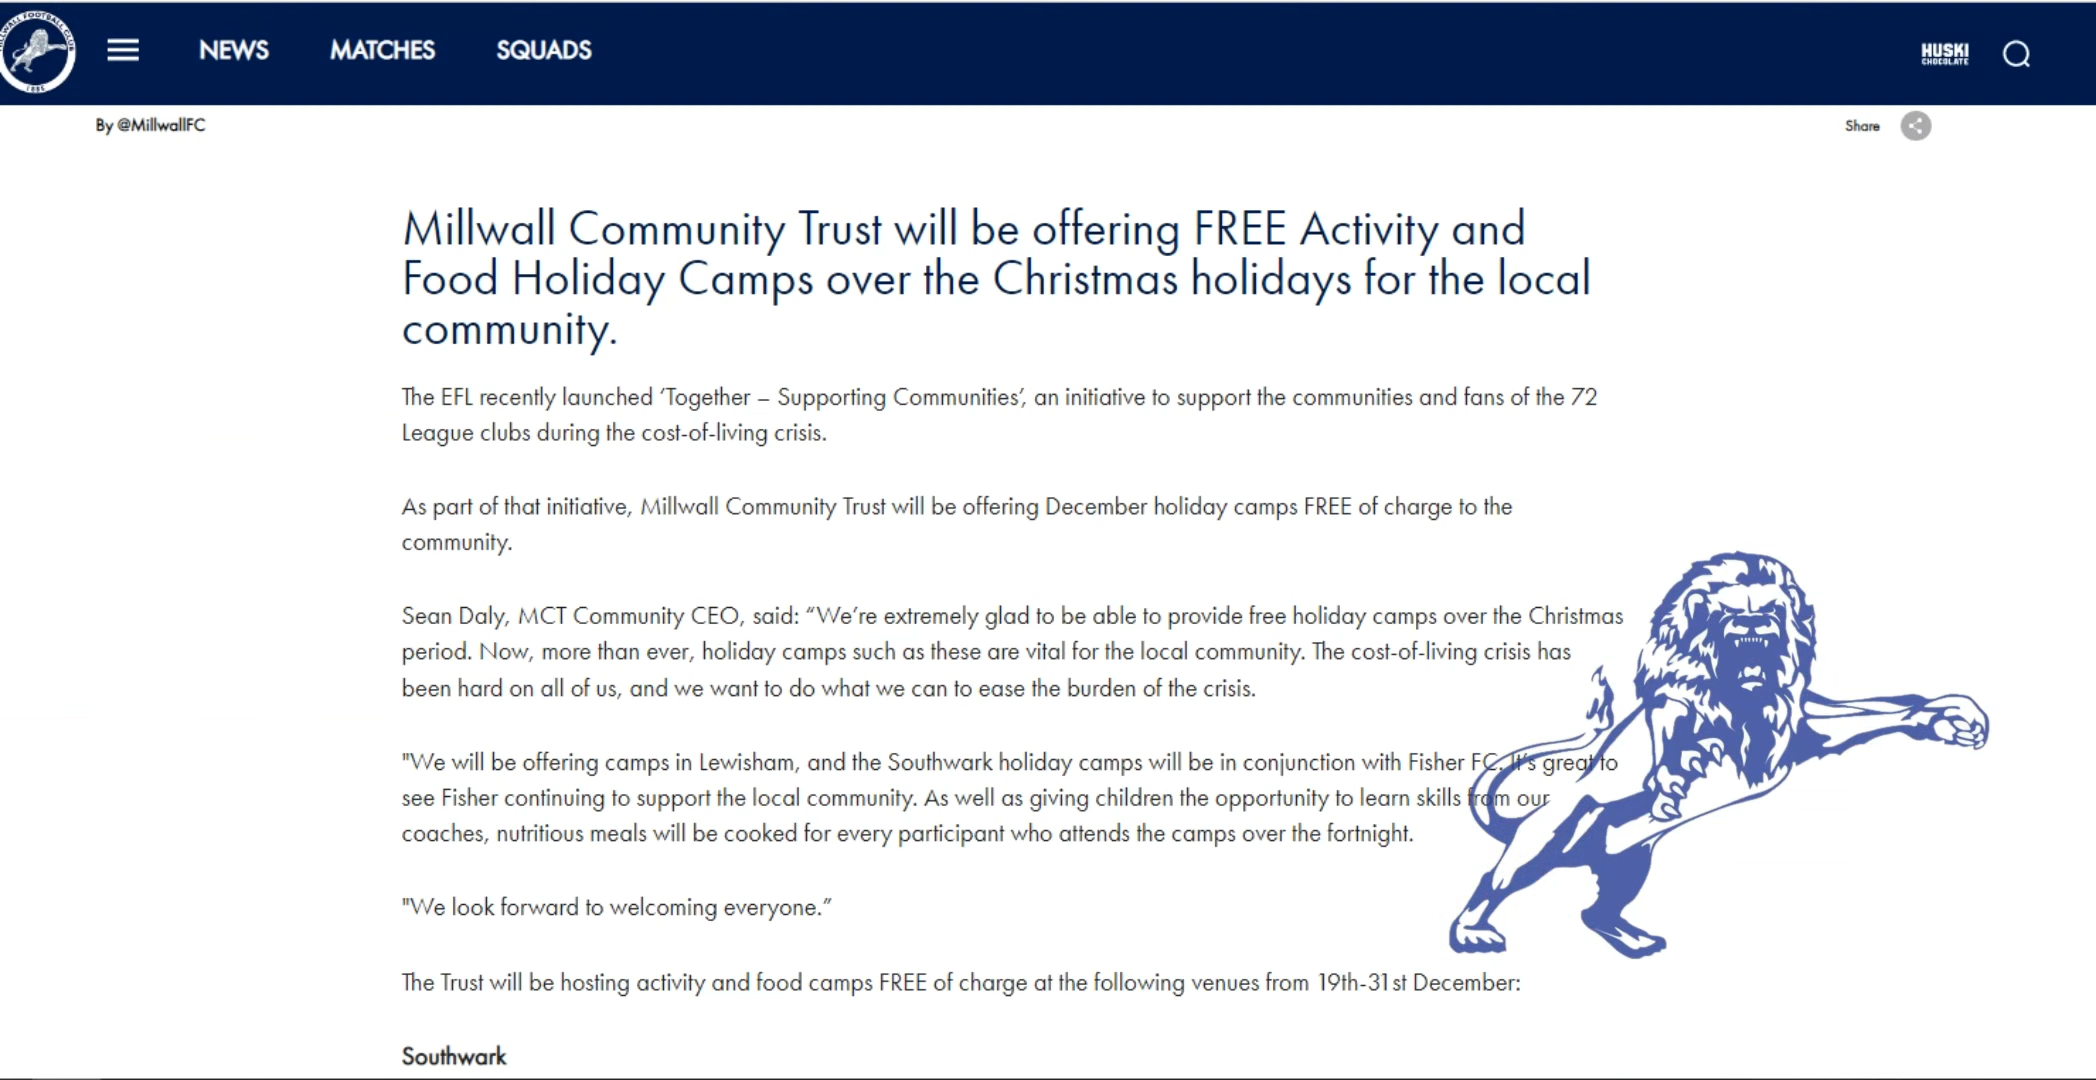 MILLWALL FOOTBALL CLUB
1885
NEWS MATCHES SQUADS
HUSKI
CHOCOLATE
By @MillwallFC
Share
Millwall Community Trust will be offering FREE Activity and
Food Holiday Camps over the Christmas holidays for the local
community.
The EFL recently launched ‘Together – Supporting Communities’, an initiative to support the communities and fans of the 72
League clubs during the cost-of-living crisis.
As part of that initiative, Millwall Community Trust will be offering December holiday camps FREE of charge to the
community.
Sean Daly, MCT Community CEO, said: “We’re extremely glad to be able to provide free holiday camps over the Christmas
period. Now, more than ever, holiday camps such as these are vital for the local community. The cost-of-living crisis has
been hard on all of us, and we want to do what we can to ease the burden of the crisis.
"We will be offering camps in Lewisham, and the Southwark holiday camps will be in conjunction with Fisher FC. It’s great to
see Fisher continuing to support the local community. As well as giving children the opportunity to learn skills from our
coaches, nutritious meals will be cooked for every participant who attends the camps over the fortnight.
"We look forward to welcoming everyone.”
The Trust will be hosting activity and food camps FREE of charge at the following venues from 19th-31st December:
Southwark